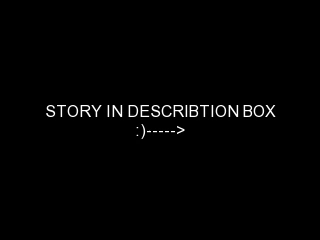 STORY IN DESCRIBTION BOX
:)----->